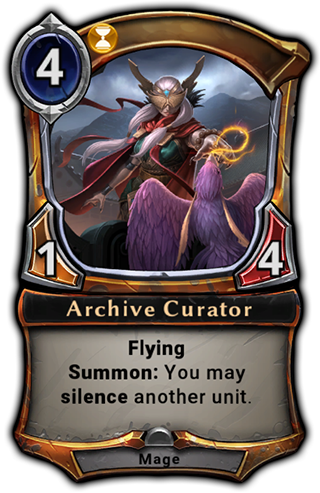 4
1
4
Archive Curator
Flying
Summon: You may
silence another unit.
Mage